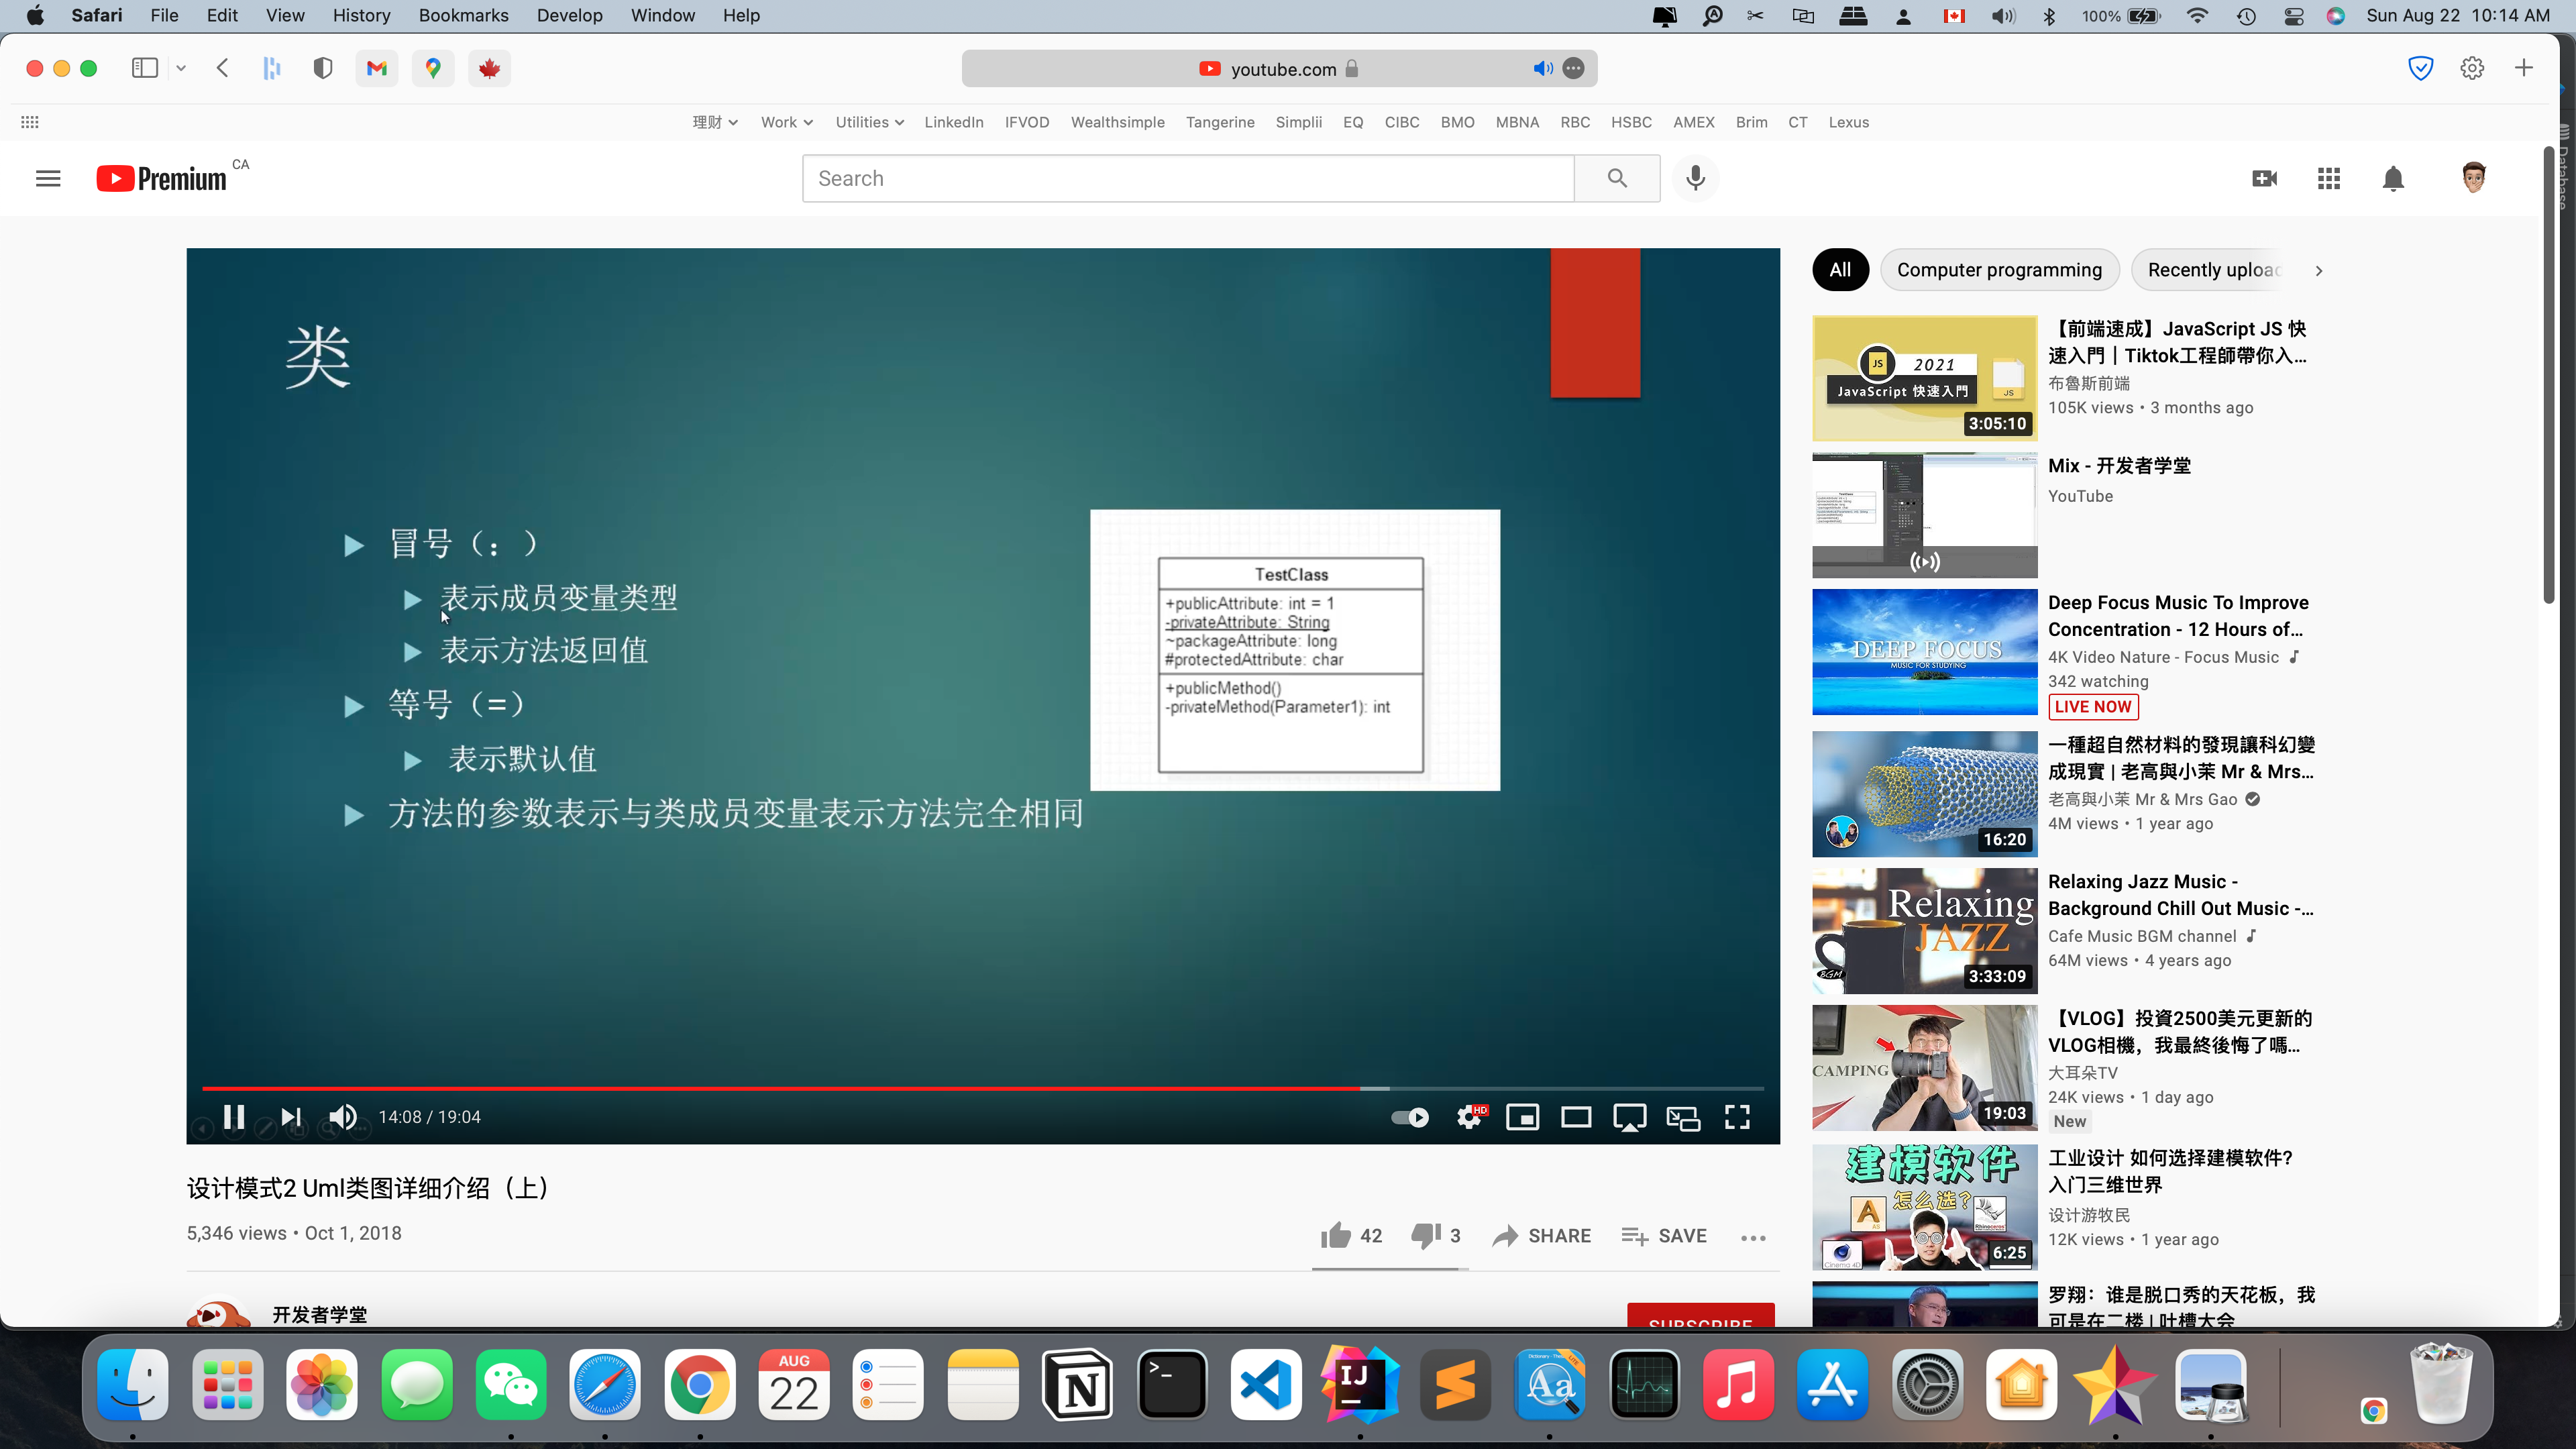 Safari File Edit View History Bookmarks Develop Window Help 100% Sun Aug 22 10:14 AM
youtube.com
理财 Work Utilities LinkedIn IFVOD Wealthsimple Tangerine Simplii EQ CIBC BMO MBNA RBC HSBC AMEX Brim CT Lexus
Database
Premium CA
Search
类
冒号（：）
表示成员变量类型
表示方法返回值
等号（=）
表示默认值
方法的参数表示与类成员变量表示方法完全相同
TestClass
+publicAttribute: int = 1
-privateAttribute: String
~packageAttribute: long
#protectedAttribute: char
+publicMethod()
-privateMethod(Parameter1): int
14:08 / 19:04
HD
设计模式2 Uml类图详细介绍（上）
5,346 views • Oct 1, 2018
42 3 SHARE SAVE
开发者学堂
SUBSCRIBE
All Computer programming Recently uploac
JS 2021
JavaScript 快速入門
JS
3:05:10
【前端速成】JavaScript JS 快
速入門｜Tiktok工程師帶你入...
布魯斯前端
105K views • 3 months ago
Mix - 开发者学堂
YouTube
DEEP FOCUS
MUSIC FOR STUDYING
Deep Focus Music To Improve
Concentration - 12 Hours of...
4K Video Nature - Focus Music
342 watching
LIVE NOW
16:20
一種超自然材料的發現讓科幻變
成現實 | 老高與小茉 Mr & Mrs...
老高與小茉 Mr & Mrs Gao
4M views • 1 year ago
Relaxing
JAZZ
BGM
3:33:09
Relaxing Jazz Music -
Background Chill Out Music -...
Cafe Music BGM channel
64M views • 4 years ago
CAMPING
19:03
【VLOG】投資2500美元更新的
VLOG相機，我最終後悔了嗎...
大耳朵TV
24K views • 1 day ago
New
建模软件
怎么选？
Cinema 4D
6:25
工业设计 如何选择建模软件？
入门三维世界
设计游牧民
12K views • 1 year ago
罗翔：谁是脱口秀的天花板，我
可是在二楼 | 吐槽大会
AUG
22
IJ
Aa